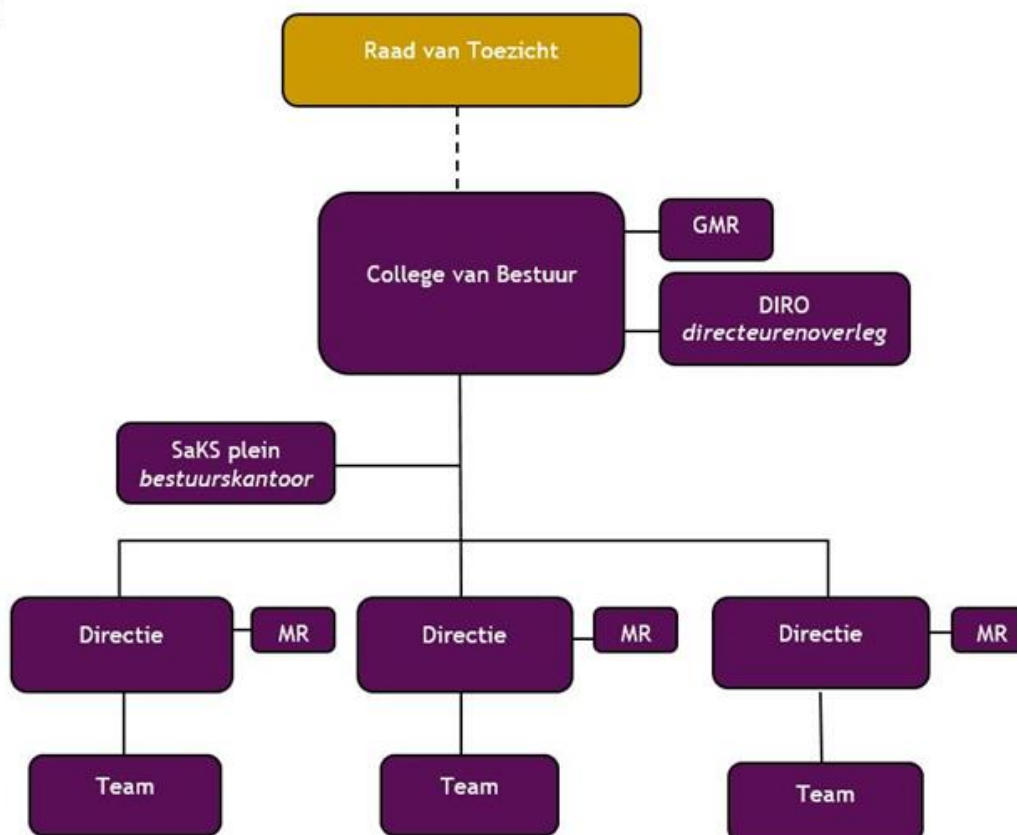 Raad van Toezicht
College van Bestuur
GMR
DIRO
directeurenoverleg
SaKS plein
bestuurskantoor
Directie
MR
Directie
MR
Directie
MR
Team
Team
Team